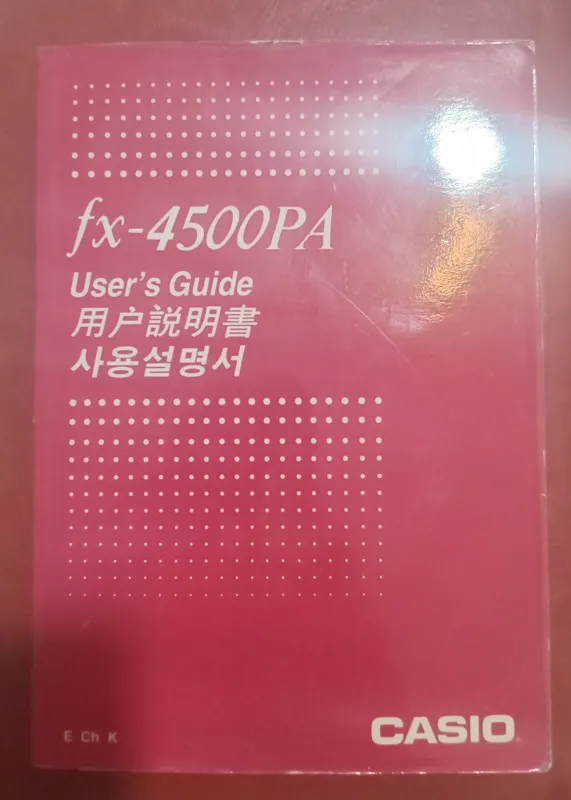 fx-4500PA
User's Guide
用户説明書
사용설명서
E Ch K
CASIO